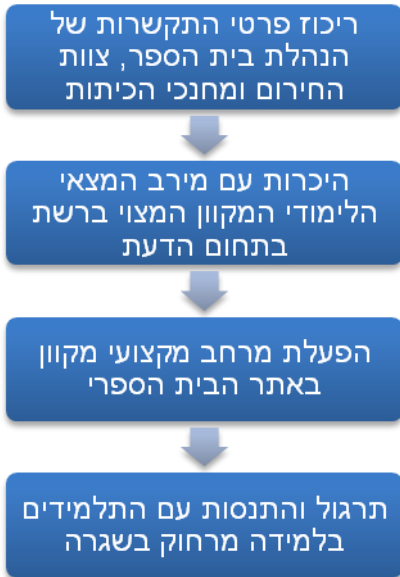 ריכוז פרטי התקשרות של
הנהלת בית הספר, צוות
החירום ומחנכי הכיתות
היכרות עם מירב המצאי
הלימודי המקוון המצוי ברשת
בתחום הדעת
הפעלת מרחב מקצועי מקוון
באתר הבית הספרי
תרגול והתנסות עם התלמידים
בלמידה מרחוק בשגרה